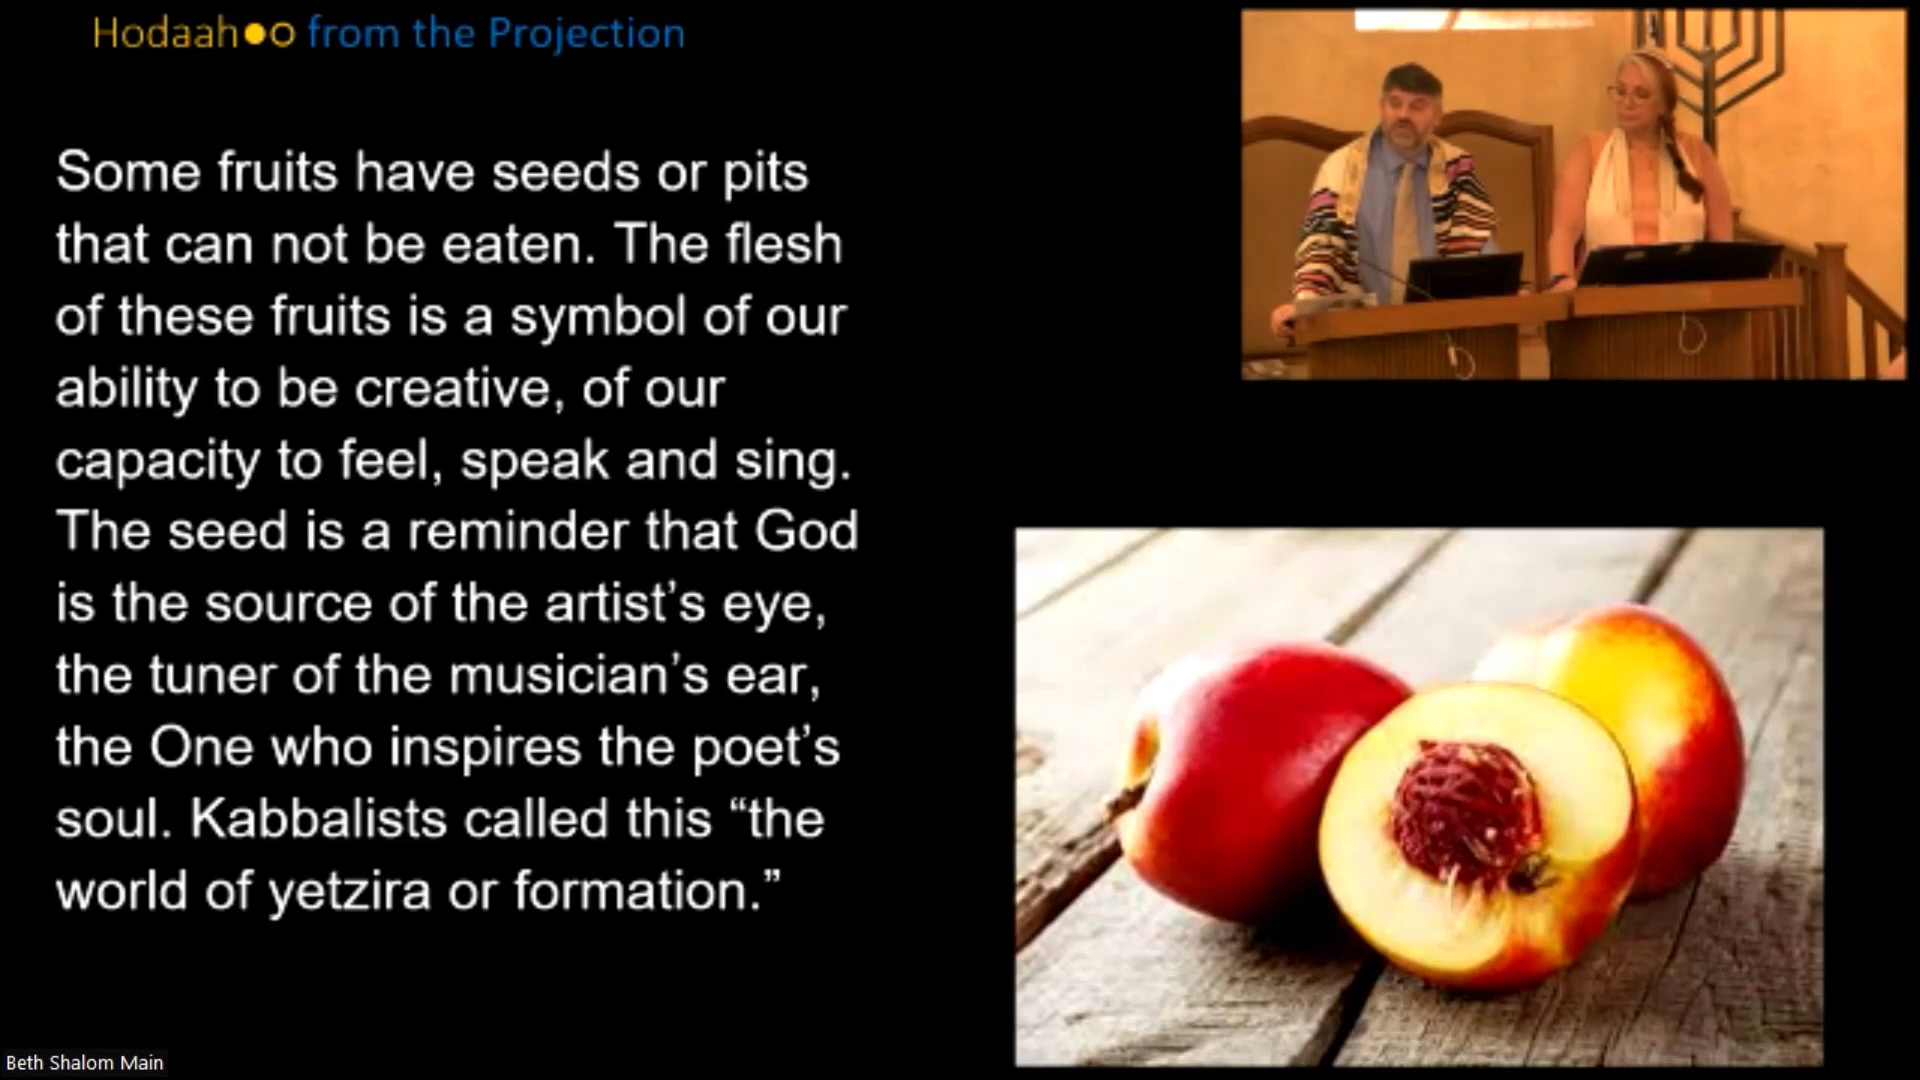 Hodaah●○ from the Projection
Some fruits have seeds or pits
that can not be eaten. The flesh
of these fruits is a symbol of our
ability to be creative, of our
capacity to feel, speak and sing.
The seed is a reminder that God
is the source of the artist’s eye,
the tuner of the musician’s ear,
the One who inspires the poet’s
soul. Kabbalists called this “the
world of yetzira or formation.”
Beth Shalom Main